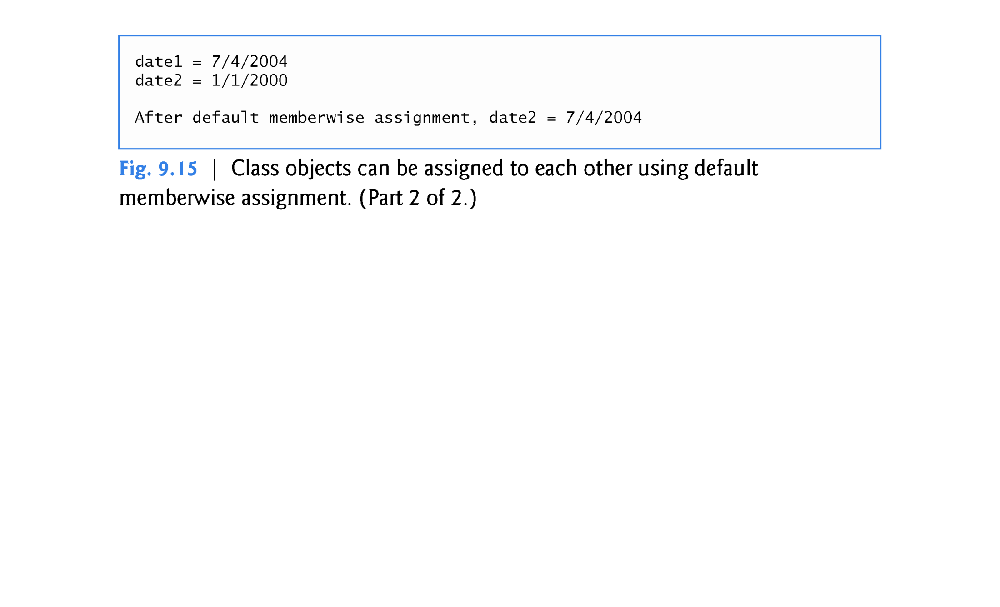 date1 = 7/4/2004
date2 = 1/1/2000
After default memberwise assignment, date2 = 7/4/2004
Fig. 9.15 | Class objects can be assigned to each other using default
memberwise assignment. (Part 2 of 2.)